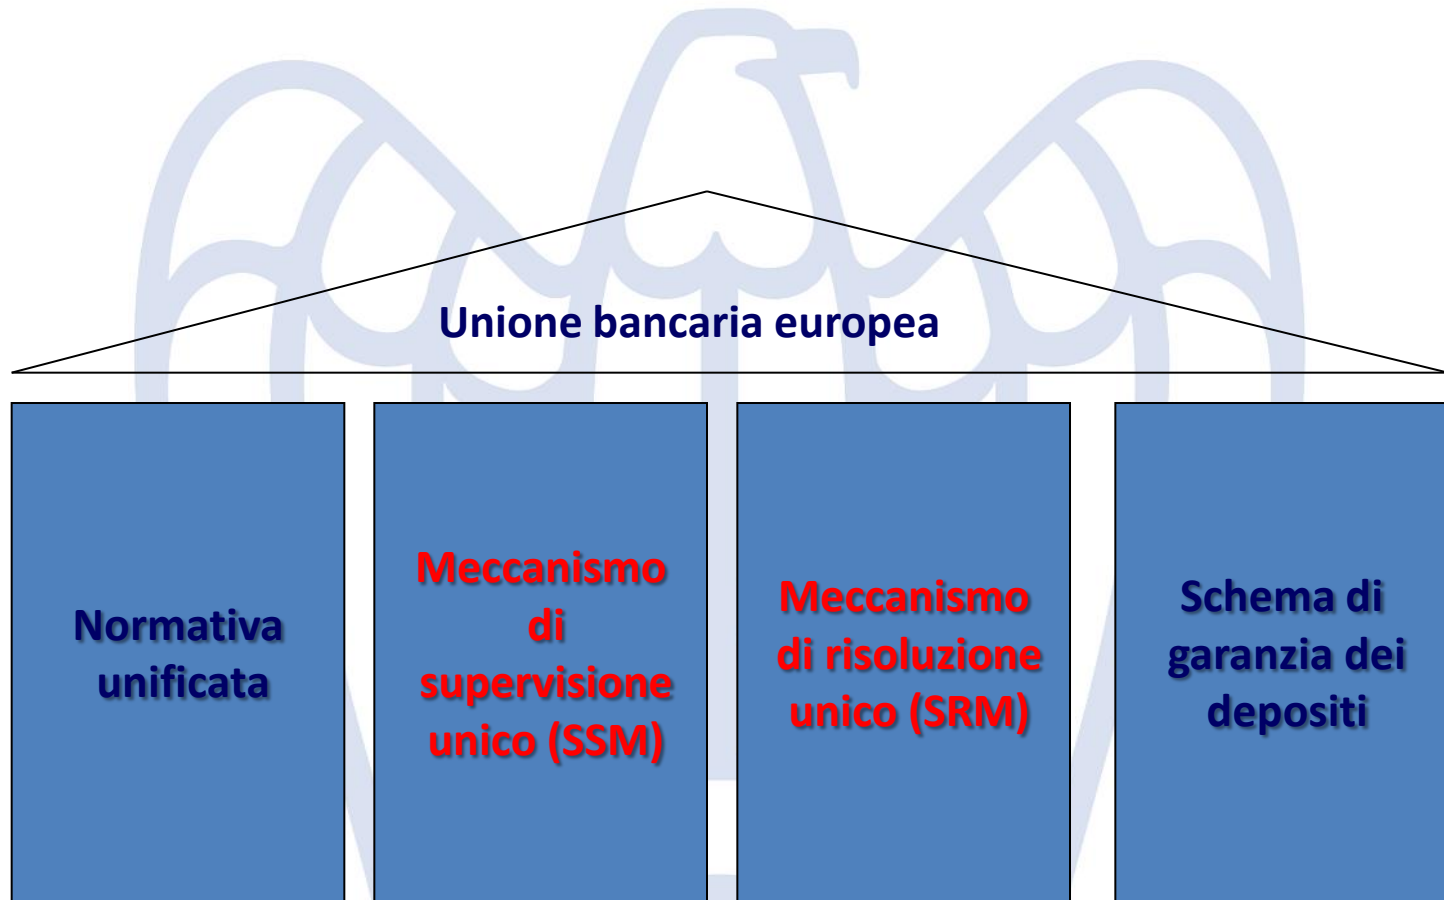 Unione bancaria europea
Normativa
unificata
Meccanismo
di
supervisione
unico (SSM)
Meccanismo
di risoluzione
unico (SRM)
Schema di
garanzia dei
depositi